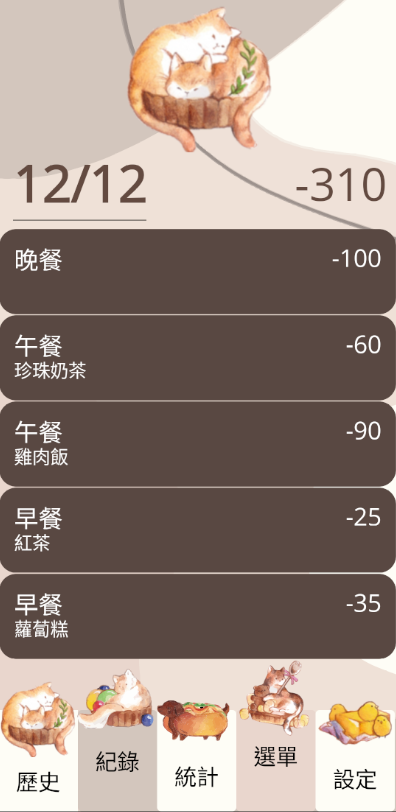 12/12
-310
晚餐
-100
午餐
-60
珍珠奶茶
午餐
-90
雞肉飯
早餐
-25
紅茶
早餐
-35
蘿蔔糕
歷史
紀錄
統計
選單
設定